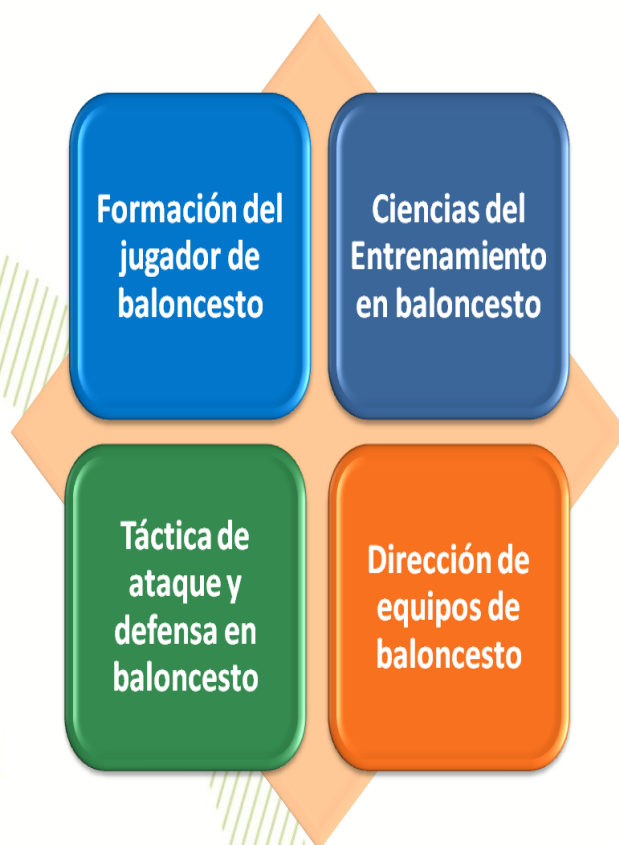 Formación del
jugador de
baloncesto
Ciencias del
Entrenamiento
en baloncesto
Táctica de
ataque y
defensa en
baloncesto
Dirección de
equipos de
baloncesto